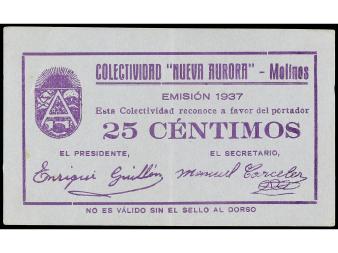 COLECTIVIDAD "NUEVA AURORA" - Molinos
EMISIÓN 1937
Esta Colectividad reconoce a favor del portador
25 CÉNTIMOS
EL PRESIDENTE, EL SECRETARIO,
Enrique Guillén Manuel Corceler
NO ES VÁLIDO SIN EL SELLO AL DORSO